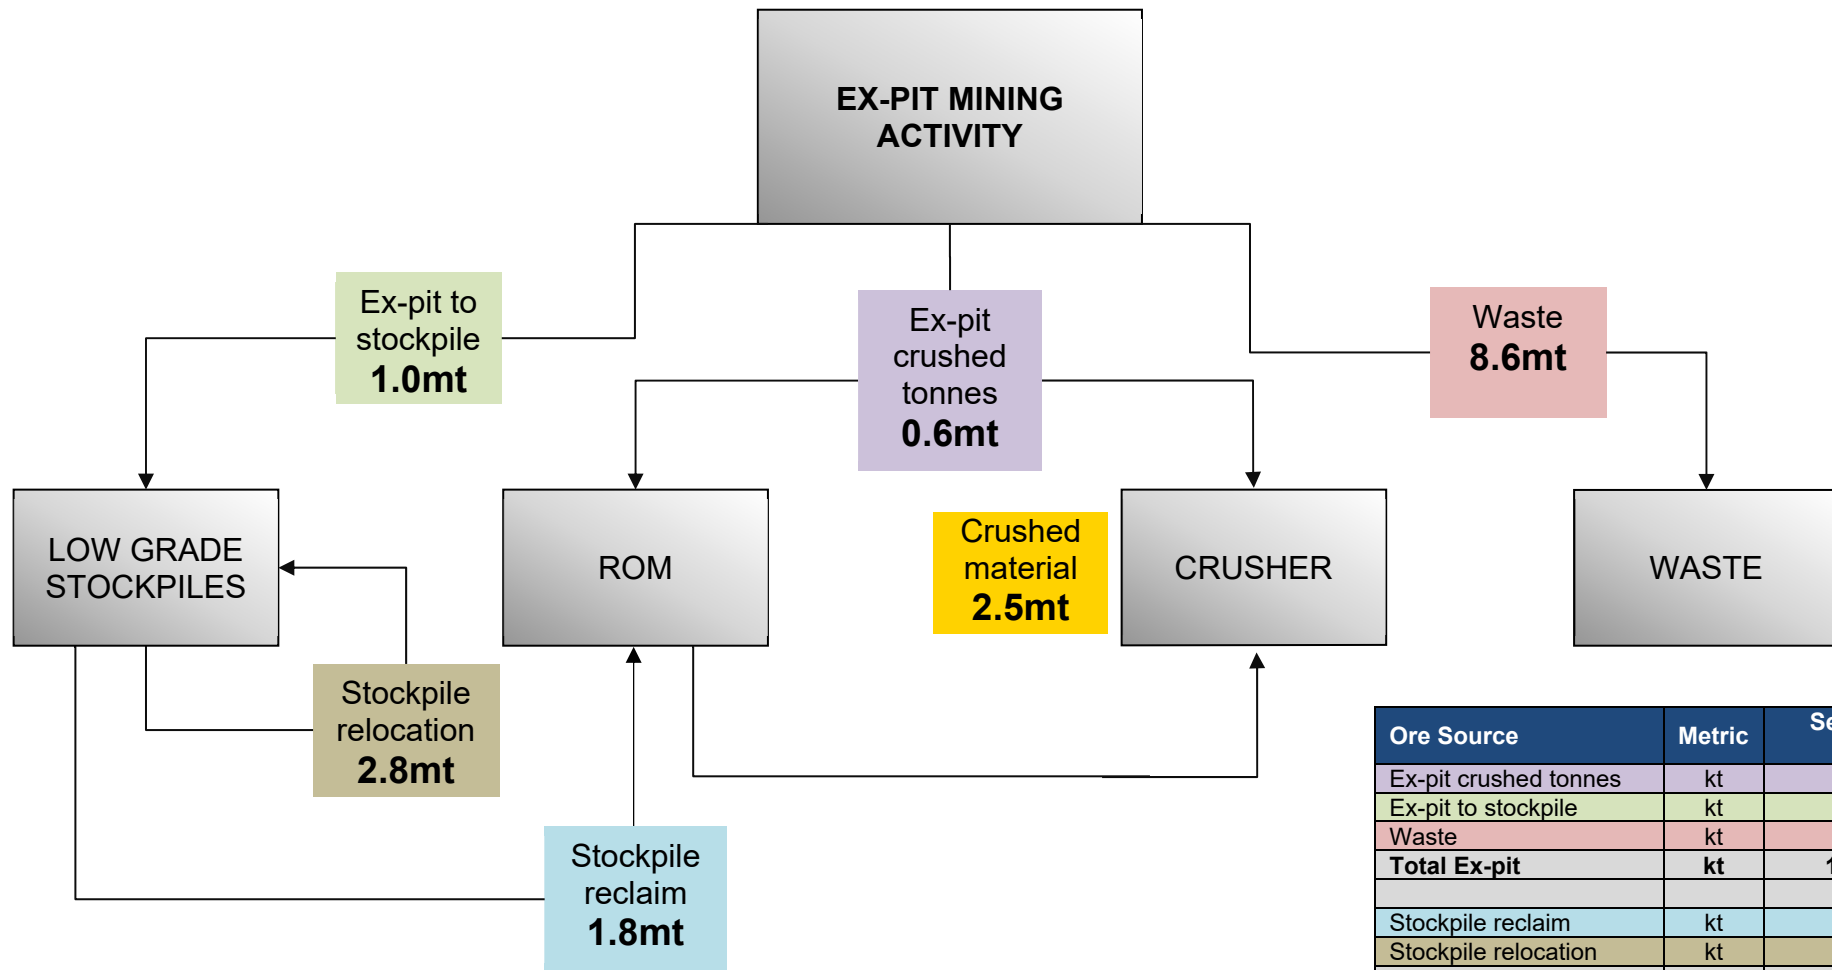 EX-PIT MINING
ACTIVITY
Ex-pit to
stockpile
1.0mt
Ex-pit
crushed
tonnes
0.6mt
Waste
8.6mt
LOW GRADE
STOCKPILES
ROM
Crushed
material
2.5mt
CRUSHER
WASTE
Stockpile
relocation
2.8mt
Stockpile
reclaim
1.8mt
Ore Source Metric
Ex-pit crushed tonnes kt
Ex-pit to stockpile kt
Waste kt
Total Ex-pit kt
Stockpile reclaim kt
Stockpile relocation kt